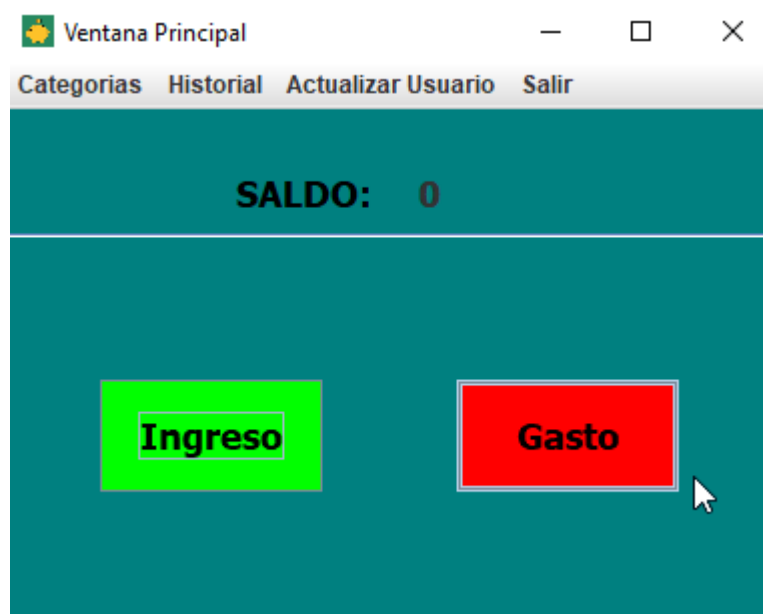 Ventana Principal
Categorias Historial Actualizar Usuario Salir
SALDO: 0
Ingreso Gasto